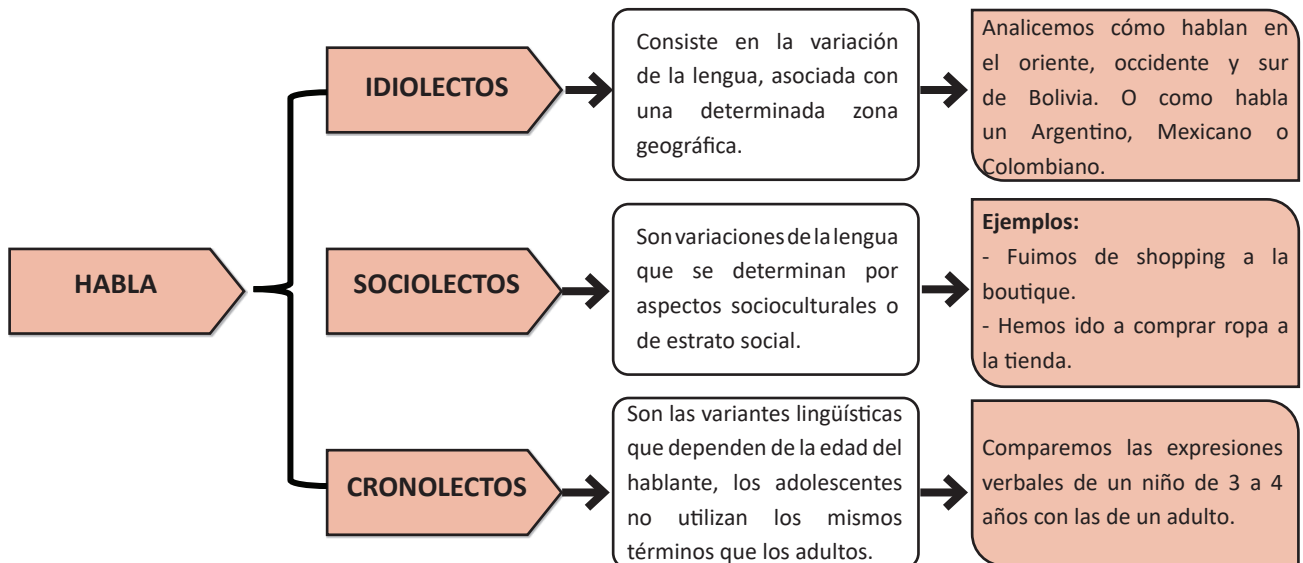 HABLA
IDIOLECTOS
Consiste en la variación
de la lengua, asociada con
una determinada zona
geográfica.
Analicemos cómo hablan en
el oriente, occidente y sur
de Bolivia. O como habla
un Argentino, Mexicano o
Colombiano.
SOCIOLECTOS
Son variaciones de la lengua
que se determinan por
aspectos socioculturales o
de estrato social.
Ejemplos:
- Fuimos de shopping a la
boutique.
- Hemos ido a comprar ropa a
la tienda.
CRONOLECTOS
Son las variantes lingüísticas
que dependen de la edad del
hablante, los adolescentes
no utilizan los mismos
términos que los adultos.
Comparemos las expresiones
verbales de un niño de 3 a 4
años con las de un adulto.